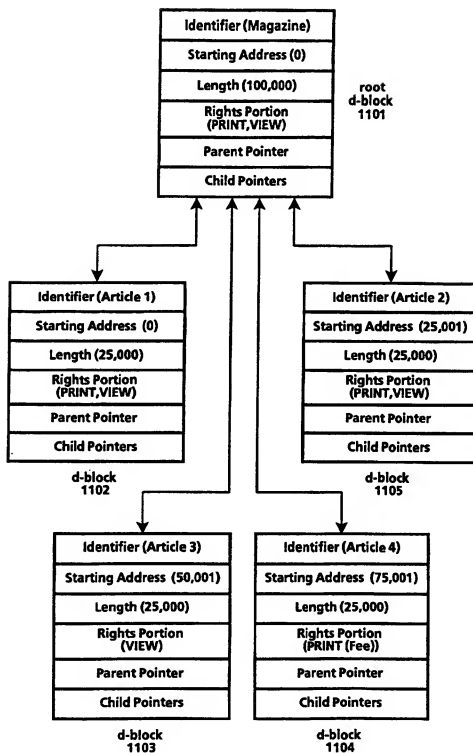 Identifier (Magazine)
Starting Address (0)
Length (100,000)
Rights Portion
(PRINT,VIEW)
Parent Pointer
Child Pointers
root
d-block
1101
Identifier (Article 1)
Starting Address (0)
Length (25,000)
Rights Portion
(PRINT,VIEW)
Parent Pointer
Child Pointers
d-block
1102
Identifier (Article 2)
Starting Address (25,001)
Length (25,000)
Rights Portion
(PRINT,VIEW)
Parent Pointer
Child Pointers
d-block
1105
Identifier (Article 3)
Starting Address (50,001)
Length (25,000)
Rights Portion
(VIEW)
Parent Pointer
Child Pointers
d-block
1103
Identifier (Article 4)
Starting Address (75,001)
Length (25,000)
Rights Portion
(PRINT (Fee))
Parent Pointer
Child Pointers
d-block
1104